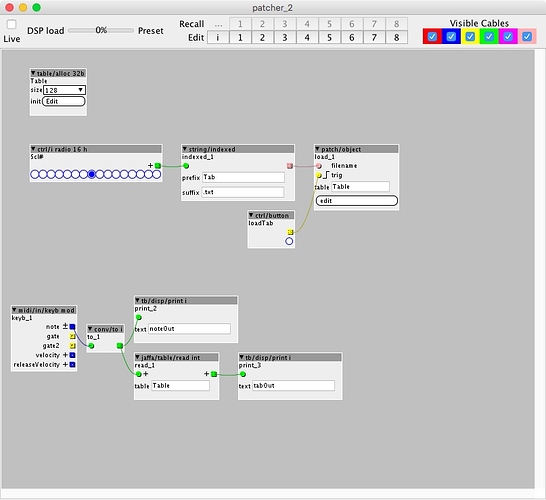 patcher_2
Live
DSP load
0%
Preset
Recall ... 1 2 3 4 5 6 7 8
Edit i 1 2 3 4 5 6 7 8
Visible Cables
table/alloc 32b
Table
size 128
init Edit
ctrl/i radio 16 h
Scl#
+
string/indexed
indexed_1
prefix Tab
suffix .txt
patch/object
load_1
filename
trig
table Table
edit
ctrl/button
loadTab
midi/in/keyb mod
keyb_1
note
gate
gate2
velocity +
releaseVelocity +
conv/to i
to_1
tb/disp/print i
print_2
text noteOut
jaffa/table/read int
read_1
+ +
table Table
tb/disp/print i
print_3
text tabOut